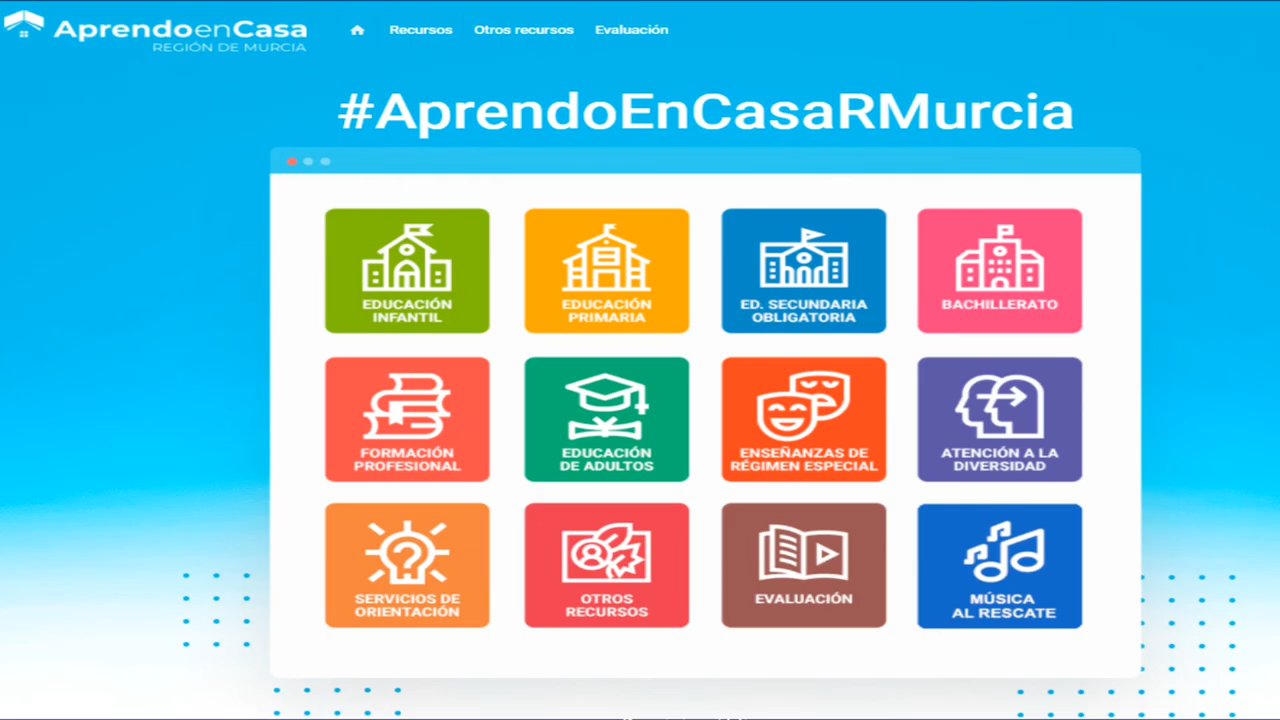 AprendoenCasa
REGIÓN DE MURCIA
Recursos
Otros recursos
Evaluación
#AprendoEnCasaRMurcia
EDUCACIÓN
INFANTIL
EDUCACIÓN
PRIMARIA
ED. SECUNDARIA
OBLIGATORIA
BACHILLERATO
FORMACIÓN
PROFESIONAL
EDUCACIÓN
DE ADULTOS
ENSEÑANZAS DE
RÉGIMEN ESPECIAL
ATENCIÓN A LA
DIVERSIDAD
SERVICIOS DE
ORIENTACIÓN
OTROS
RECURSOS
EVALUACIÓN
MÚSICA
AL RESCATE